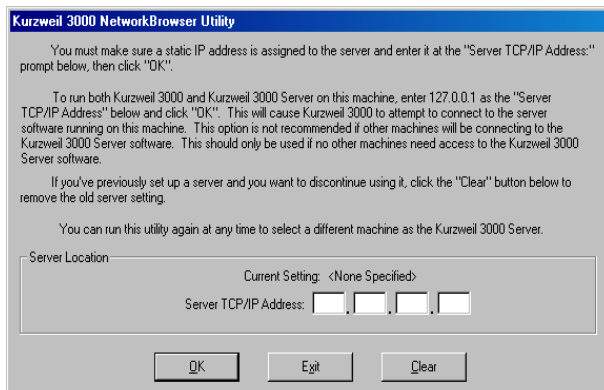 Kurzweil 3000 NetworkBrowser Utility
You must make sure a static IP address is assigned to the server and enter it at the "Server TCP/IP Address:"
prompt below, then click "OK".
To run both Kurzweil 3000 and Kurzweil 3000 Server on this machine, enter 127.0.0.1 as the "Server
TCP/IP Address" below and click "OK". This will cause Kurzweil 3000 to attempt to connect to the server
software running on this machine. This option is not recommended if other machines will be connecting to the
Kurzweil 3000 Server software. This should only be used if no other machines need access to the Kurzweil 3000
Server software.
If you've previously set up a server and you want to discontinue using it, click the "Clear" button below to
remove the old server setting.
You can run this utility again at any time to select a different machine as the Kurzweil 3000 Server.
Server Location
Current Setting: <None Specified>
Server TCP/IP Address: . . .
OK Exit Clear